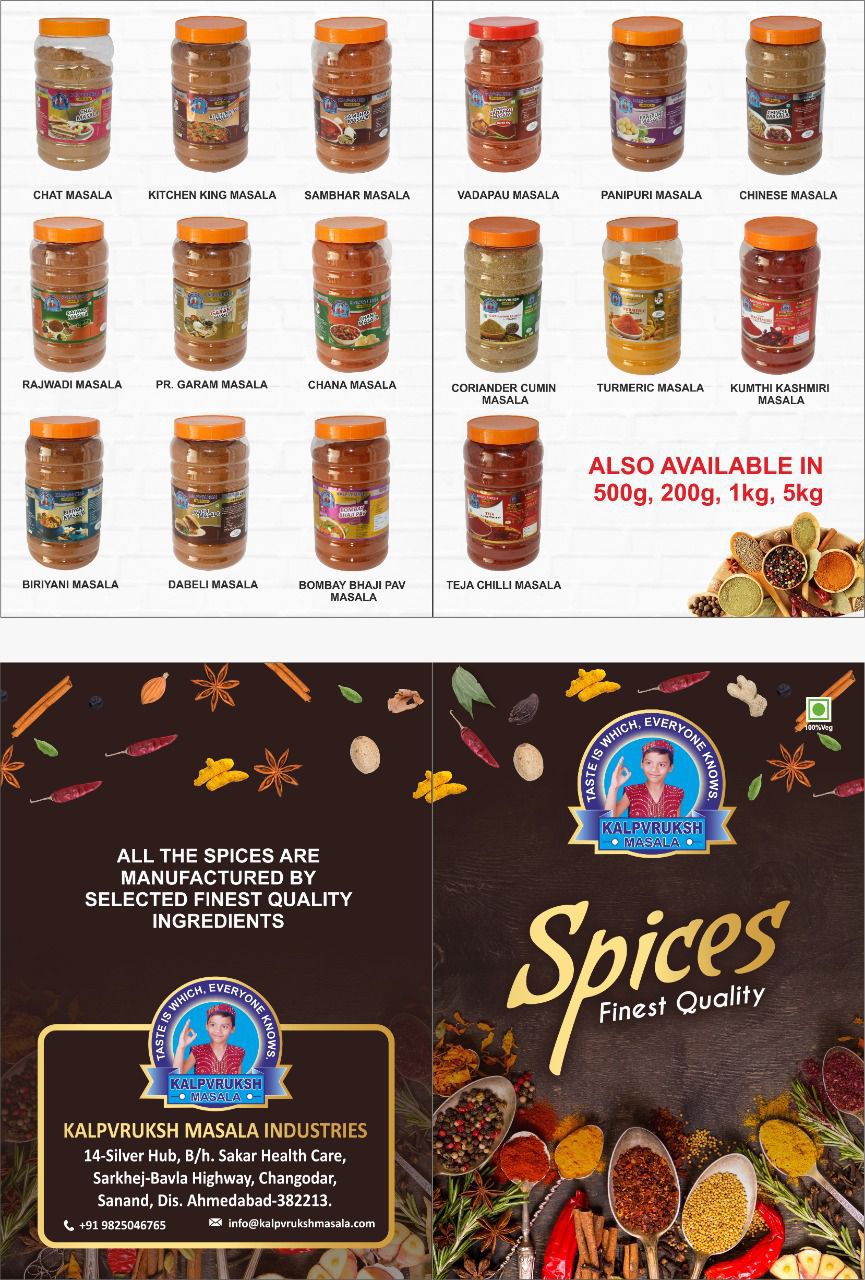 CHAT MASALA
KITCHEN KING MASALA
SAMBHAR MASALA
RAJWADI MASALA
PR. GARAM MASALA
CHANA MASALA
BIRIYANI MASALA
DABELI MASALA
BOMBAY BHAJI PAV
MASALA
VADAPAU MASALA
PANIPURI MASALA
CHINESE MASALA
CORIANDER CUMIN
MASALA
TURMERIC MASALA
KUMTHI KASHMIRI
MASALA
TEJA CHILLI MASALA
ALSO AVAILABLE IN
500g, 200g, 1kg, 5kg
ALL THE SPICES ARE
MANUFACTURED BY
SELECTED FINEST QUALITY
INGREDIENTS
TASTE IS WHICH, EVERYONE KNOWS.
KALPVRUKSH
MASALA
KALPVRUKSH MASALA INDUSTRIES
14-Silver Hub, B/h. Sakar Health Care,
Sarkhej-Bavla Highway, Changodar,
Sanand, Dis. Ahmedabad-382213.
+91 9825046765
info@kalpvrukshmasala.com
100%Veg
TASTE IS WHICH, EVERYONE KNOWS.
KALPVRUKSH
MASALA
Spices
Finest Quality